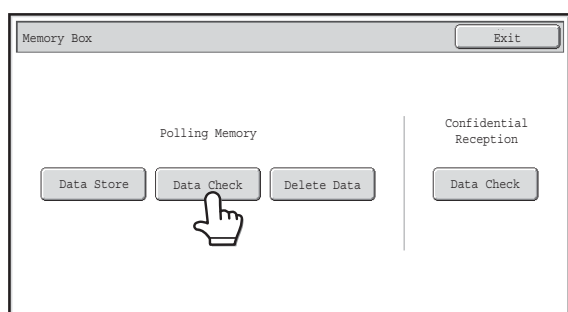 Memory Box
Exit
Polling Memory
Confidential
Reception
Data Store
Data Check
Delete Data
Data Check